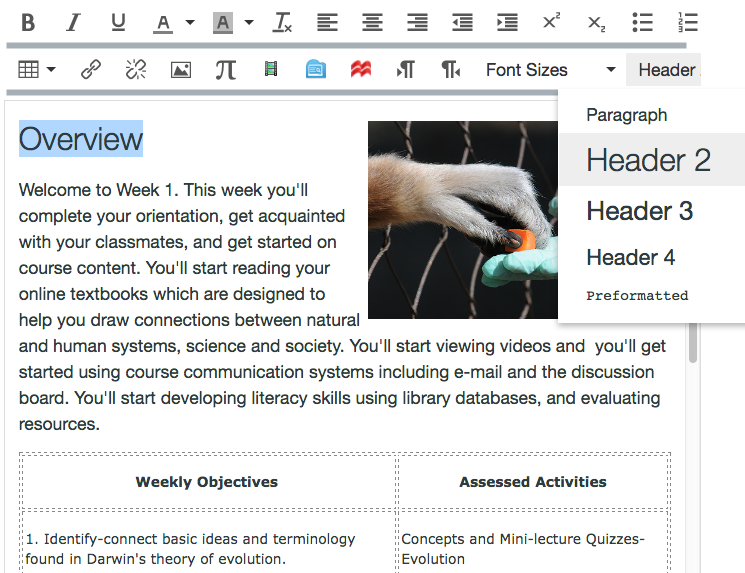 B I U A A Tx x² x₂
π ¶ ¶ Font Sizes Header
Paragraph
Header 2
Header 3
Header 4
Preformatted
Overview
Welcome to Week 1. This week you'll
complete your orientation, get acquainted
with your classmates, and get started on
course content. You'll start reading your
online textbooks which are designed to
help you draw connections between natural
and human systems, science and society. You'll start viewing videos and  you'll get
started using course communication systems including e-mail and the discussion
board. You'll start developing literacy skills using library databases, and evaluating
resources.
Weekly Objectives Assessed Activities
1. Identify-connect basic ideas and terminology
found in Darwin's theory of evolution.
Concepts and Mini-lecture Quizzes-
Evolution